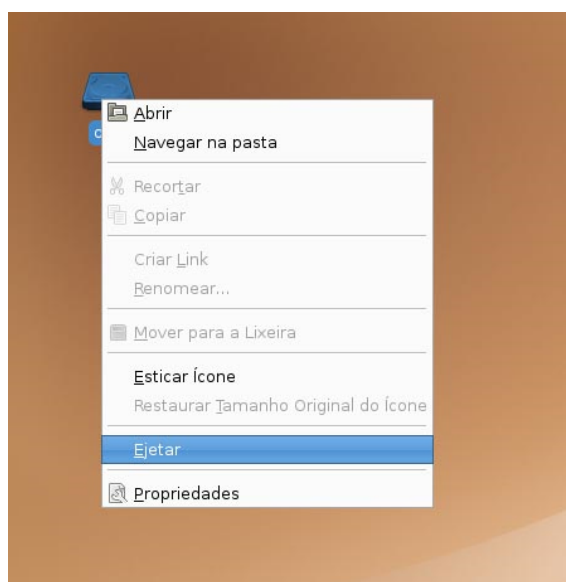 Abrir
Navegar na pasta
Recortar
Copiar
Criar Link
Renomear...
Mover para a Lixeira
Esticar Ícone
Restaurar Tamanho Original do Ícone
Ejetar
Propriedades